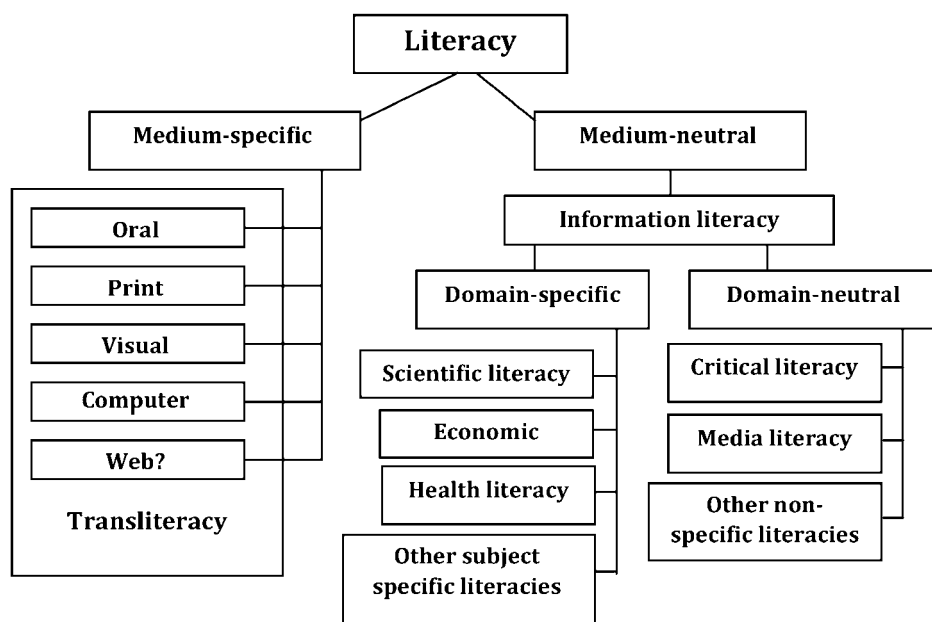 Literacy
Medium-specific
Medium-neutral
Oral
Print
Visual
Computer
Web?
Transliteracy
Information literacy
Domain-specific
Domain-neutral
Scientific literacy
Economic
Health literacy
Other subject
specific literacies
Critical literacy
Media literacy
Other non-
specific literacies